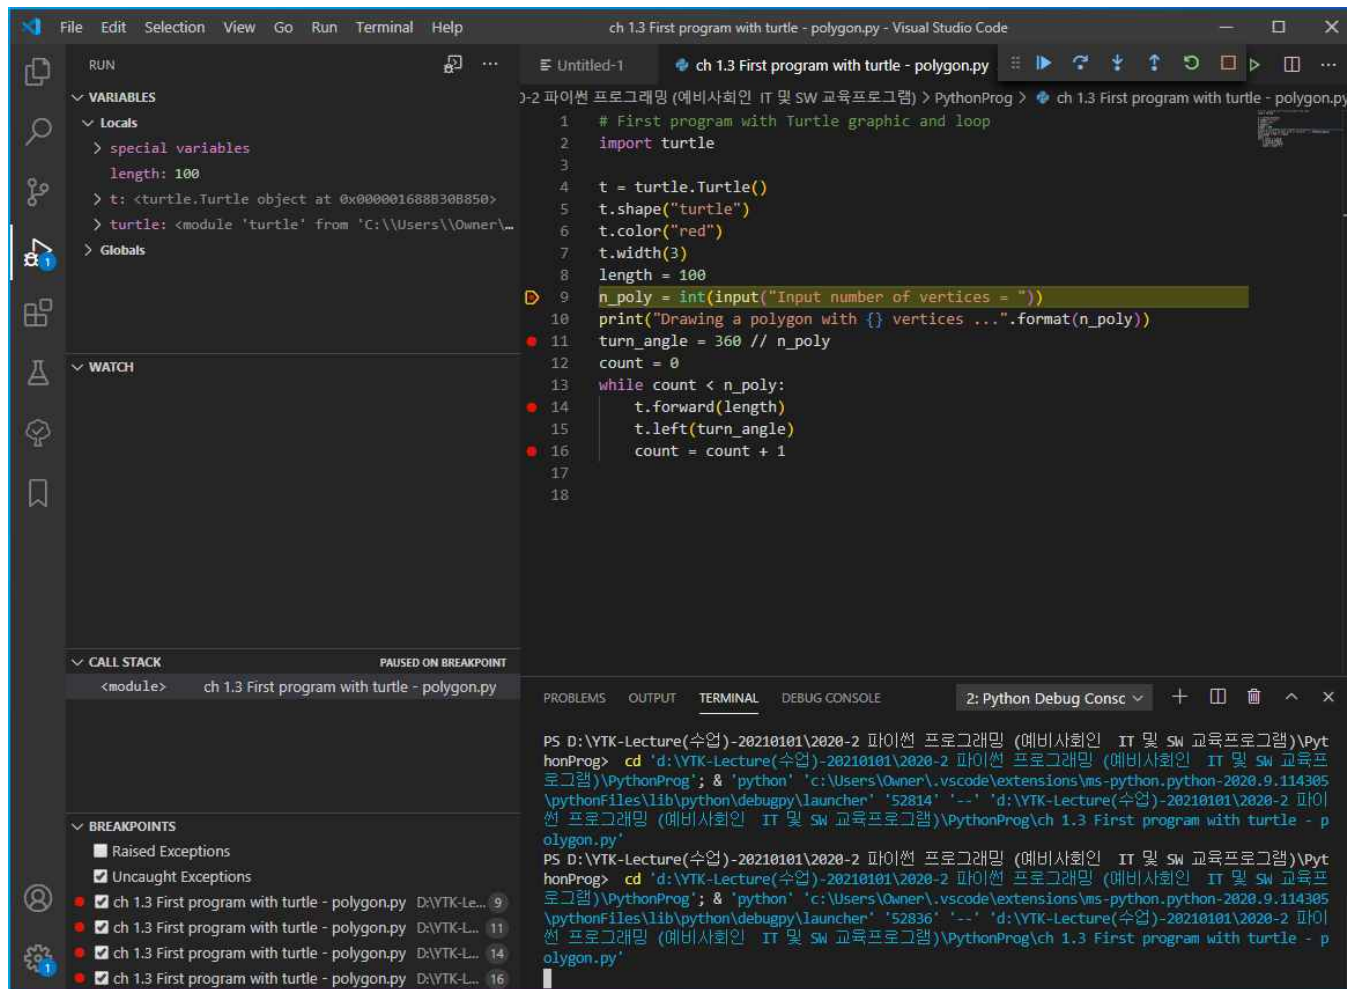 File Edit Selection View Go Run Terminal Help
ch 1.3 First program with turtle - polygon.py - Visual Studio Code
RUN
VARIABLES
Locals
special variables
length: 100
t: <turtle.Turtle object at 0x000001688B30B850>
turtle: <module 'turtle' from 'C:\\Users\\Owner\…
Globals
WATCH
CALL STACK PAUSED ON BREAKPOINT
<module> ch 1.3 First program with turtle - polygon.py
BREAKPOINTS
Raised Exceptions
Uncaught Exceptions
ch 1.3 First program with turtle - polygon.py D:\YTK-Le... 9
ch 1.3 First program with turtle - polygon.py D:\YTK-L... 11
ch 1.3 First program with turtle - polygon.py D:\YTK-L... 14
ch 1.3 First program with turtle - polygon.py D:\YTK-L... 16
1
1
Untitled-1 ch 1.3 First program with turtle - polygon.py
0-2 파이썬 프로그래밍 (예비사회인 IT 및 SW 교육프로그램) > PythonProg > ch 1.3 First program with turtle - polygon.py
1 # First program with Turtle graphic and loop
2 import turtle
3
4 t = turtle.Turtle()
5 t.shape("turtle")
6 t.color("red")
7 t.width(3)
8 length = 100
9 n_poly = int(input("Input number of vertices = "))
10 print("Drawing a polygon with {} vertices ...".format(n_poly))
11 turn_angle = 360 // n_poly
12 count = 0
13 while count < n_poly:
14 t.forward(length)
15 t.left(turn_angle)
16 count = count + 1
17
18
PROBLEMS OUTPUT TERMINAL DEBUG CONSOLE 2: Python Debug Consc
PS D:\YTK-Lecture(수업)-20210101\2020-2 파이썬 프로그래밍 (예비사회인 IT 및 SW 교육프로그램)\Pyt
honProg> cd 'd:\YTK-Lecture(수업)-20210101\2020-2 파이썬 프로그래밍 (예비사회인 IT 및 SW 교육프
로그램)\PythonProg'; & 'python' 'c:\Users\Owner\.vscode\extensions\ms-python.python-2020.9.114305
\pythonFiles\lib\python\debugpy\launcher' '52814' '--' 'd:\YTK-Lecture(수업)-20210101\2020-2 파이
썬 프로그래밍 (예비사회인 IT 및 SW 교육프로그램)\PythonProg\ch 1.3 First program with turtle - p
olygon.py'
PS D:\YTK-Lecture(수업)-20210101\2020-2 파이썬 프로그래밍 (예비사회인 IT 및 SW 교육프로그램)\Pyt
honProg> cd 'd:\YTK-Lecture(수업)-20210101\2020-2 파이썬 프로그래밍 (예비사회인 IT 및 SW 교육프
로그램)\PythonProg'; & 'python' 'c:\Users\Owner\.vscode\extensions\ms-python.python-2020.9.114305
\pythonFiles\lib\python\debugpy\launcher' '52836' '--' 'd:\YTK-Lecture(수업)-20210101\2020-2 파이
썬 프로그래밍 (예비사회인 IT 및 SW 교육프로그램)\PythonProg\ch 1.3 First program with turtle - p
olygon.py'